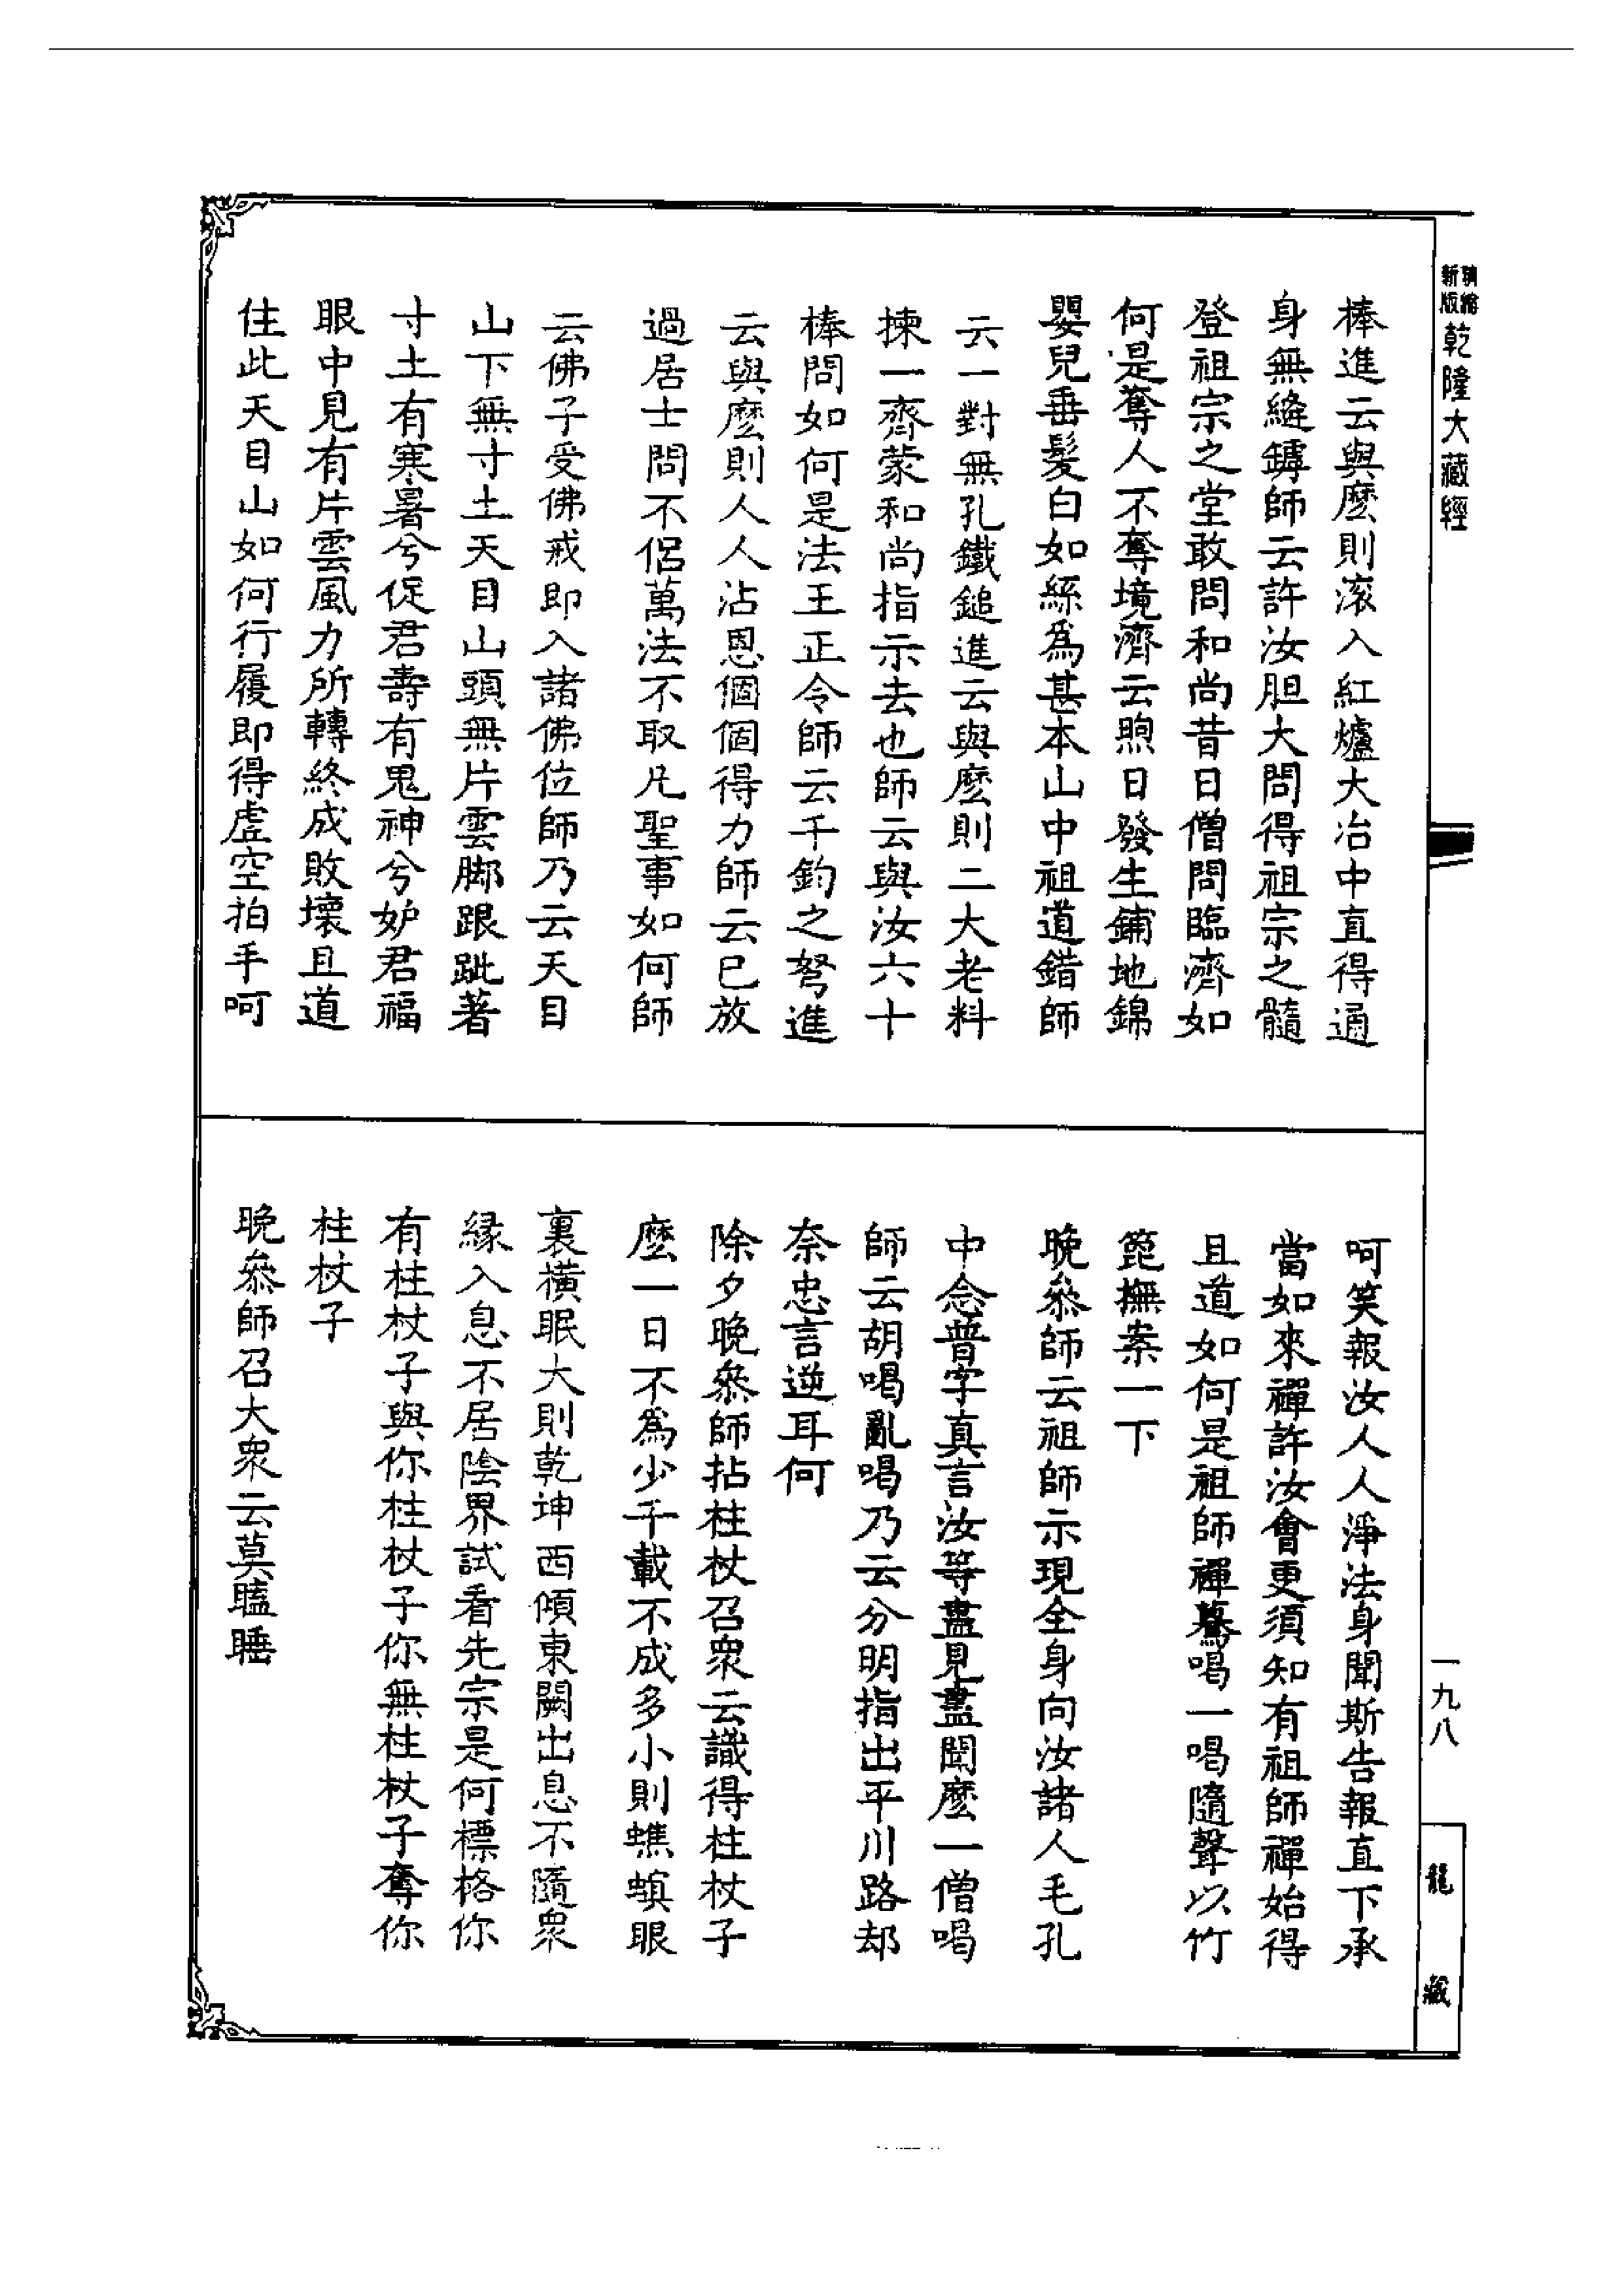 新版精縮乾隆大藏經
棒進云與麽則滚入紅爐大冶中直得通
身無縫鏬師云許汝胆大問得祖宗之髓
登祖宗之堂敢問和尚昔日僧問臨濟如
何是奪人不奪境濟云煦日發生鋪地錦
嬰兒垂髮白如絲爲甚本山中祖道錯師
云一對無孔鐵鎚進云與麽則二大老料
揀一齊蒙和尚指示去也師云與汝六十
棒問如何是法王正令師云千鈞之弩進
云與麽則人人沾恩個個得力師云已放
過居士問不侶萬法不取凡聖事如何師
云佛子受佛戒即入諸佛位師乃云天目
山下無寸土天目山頭無片雲脚跟跐著
寸土有寒暑兮促君壽有鬼神兮妒君福
眼中見有片雲風力所轉終成敗壞且道
住此天目山如何行履即得虛空拍手呵
呵笑報汝人人淨法身聞斯告報直下承
當如來禪許汝會更須知有祖師禪始得
且道如何是祖師禪驀喝一喝隨聲以竹
篦撫案一下
晚叅師云祖師示現全身向汝諸人毛孔
中念普字真言汝等盡見盡聞麽一僧喝
師云胡喝亂喝乃云分明指出平川路却
奈忠言逆耳何
除夕晚叅師拈柱杖召衆云識得柱杖子
麽一日不爲少千載不成多小則蟭螟眼
裏橫眠大則乾坤西傾東闕出息不隨衆
緣入息不居陰界試看先宗是何標格你
有柱杖子與你柱杖子你無柱杖子奪你
柱杖子
晚叅師召大衆云莫瞌睡
一九八
龍藏